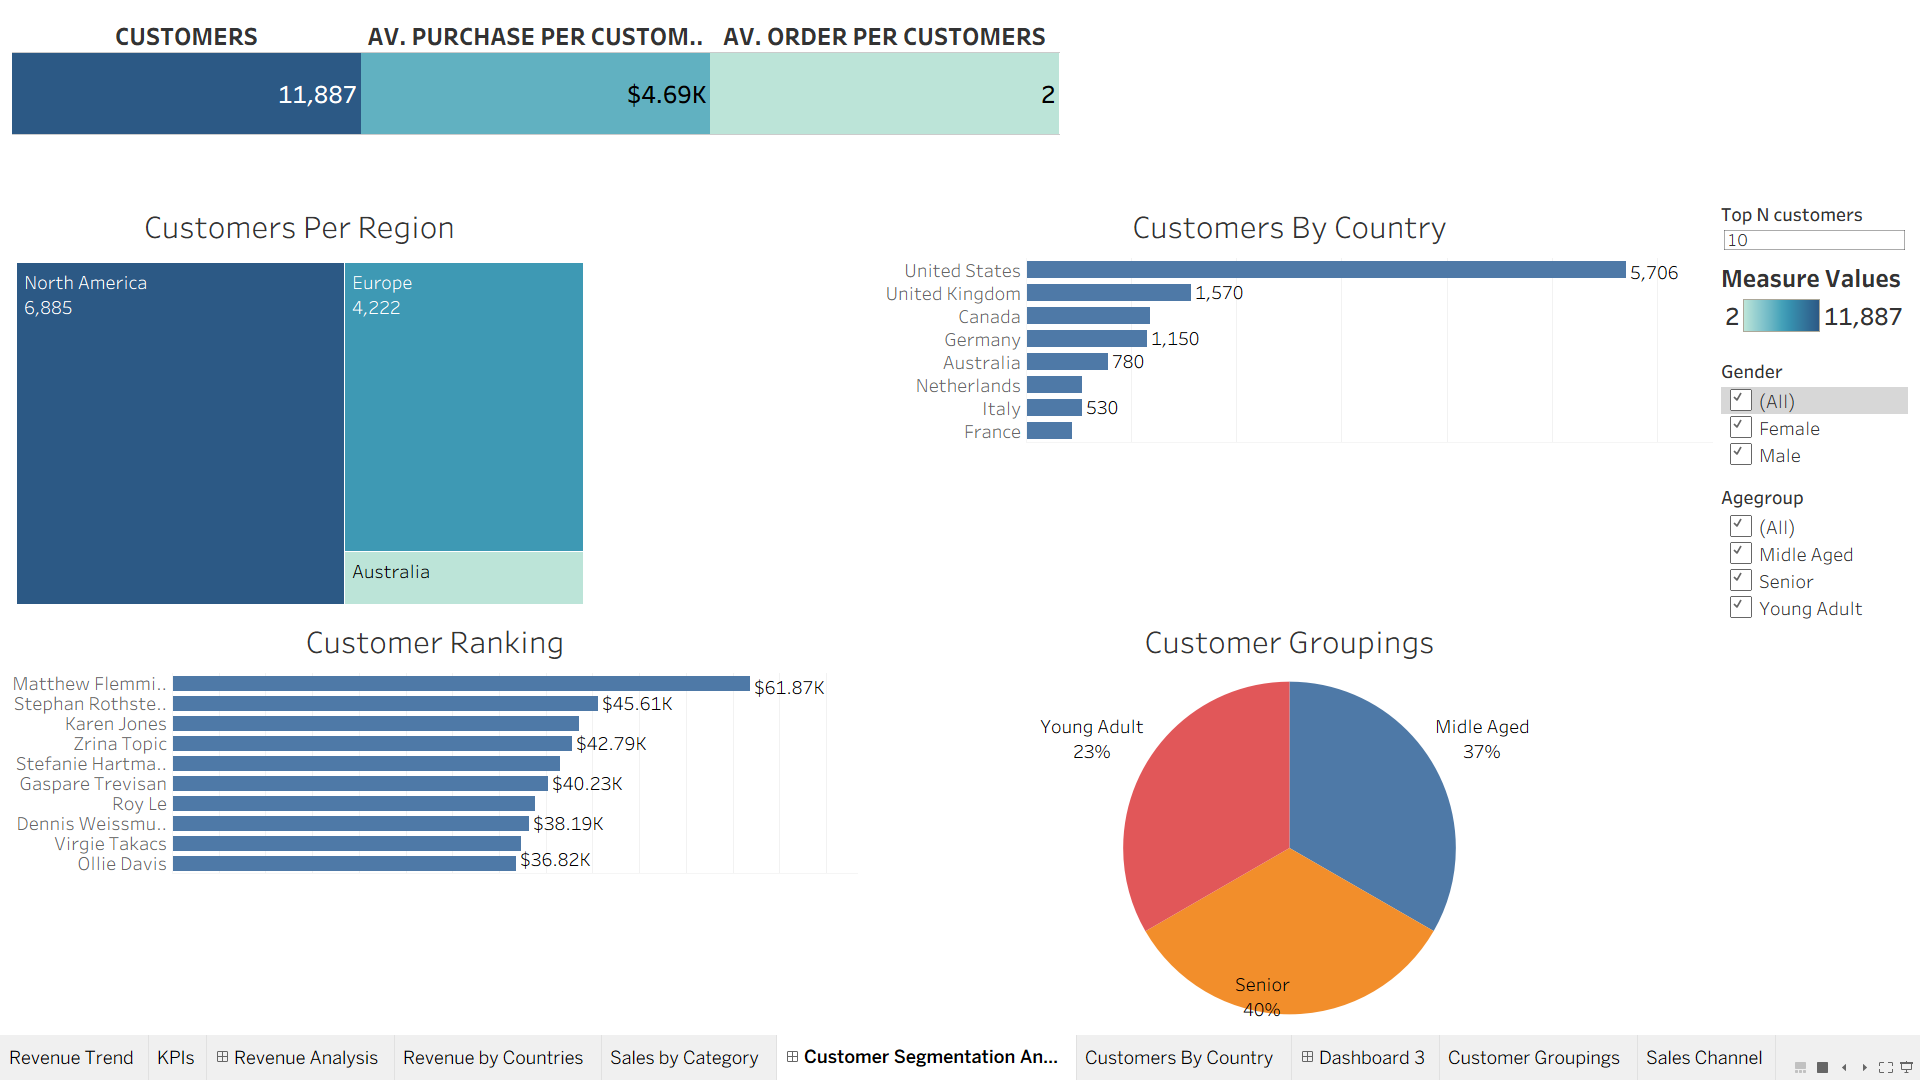 CUSTOMERS
AV. PURCHASE PER CUSTOM..
AV. ORDER PER CUSTOMERS
11,887
$4.69K
2
Customers Per Region
North America
6,885
Europe
4,222
Australia
Customers By Country
United States
5,706
United Kingdom
1,570
Canada
Germany
1,150
Australia
780
Netherlands
Italy
530
France
Top N customers
10
Measure Values
2
11,887
Gender
(All)
Female
Male
Agegroup
(All)
Midle Aged
Senior
Young Adult
Customer Ranking
Matthew Flemmi..
$61.87K
Stephan Rothste..
$45.61K
Karen Jones
Zrina Topic
$42.79K
Stefanie Hartma..
Gaspare Trevisan
$40.23K
Roy Le
Dennis Weissmu..
$38.19K
Virgie Takacs
Ollie Davis
$36.82K
Customer Groupings
Young Adult
23%
Midle Aged
37%
Senior
40%
Revenue Trend
KPIs
Revenue Analysis
Revenue by Countries
Sales by Category
Customer Segmentation An...
Customers By Country
Dashboard 3
Customer Groupings
Sales Channel